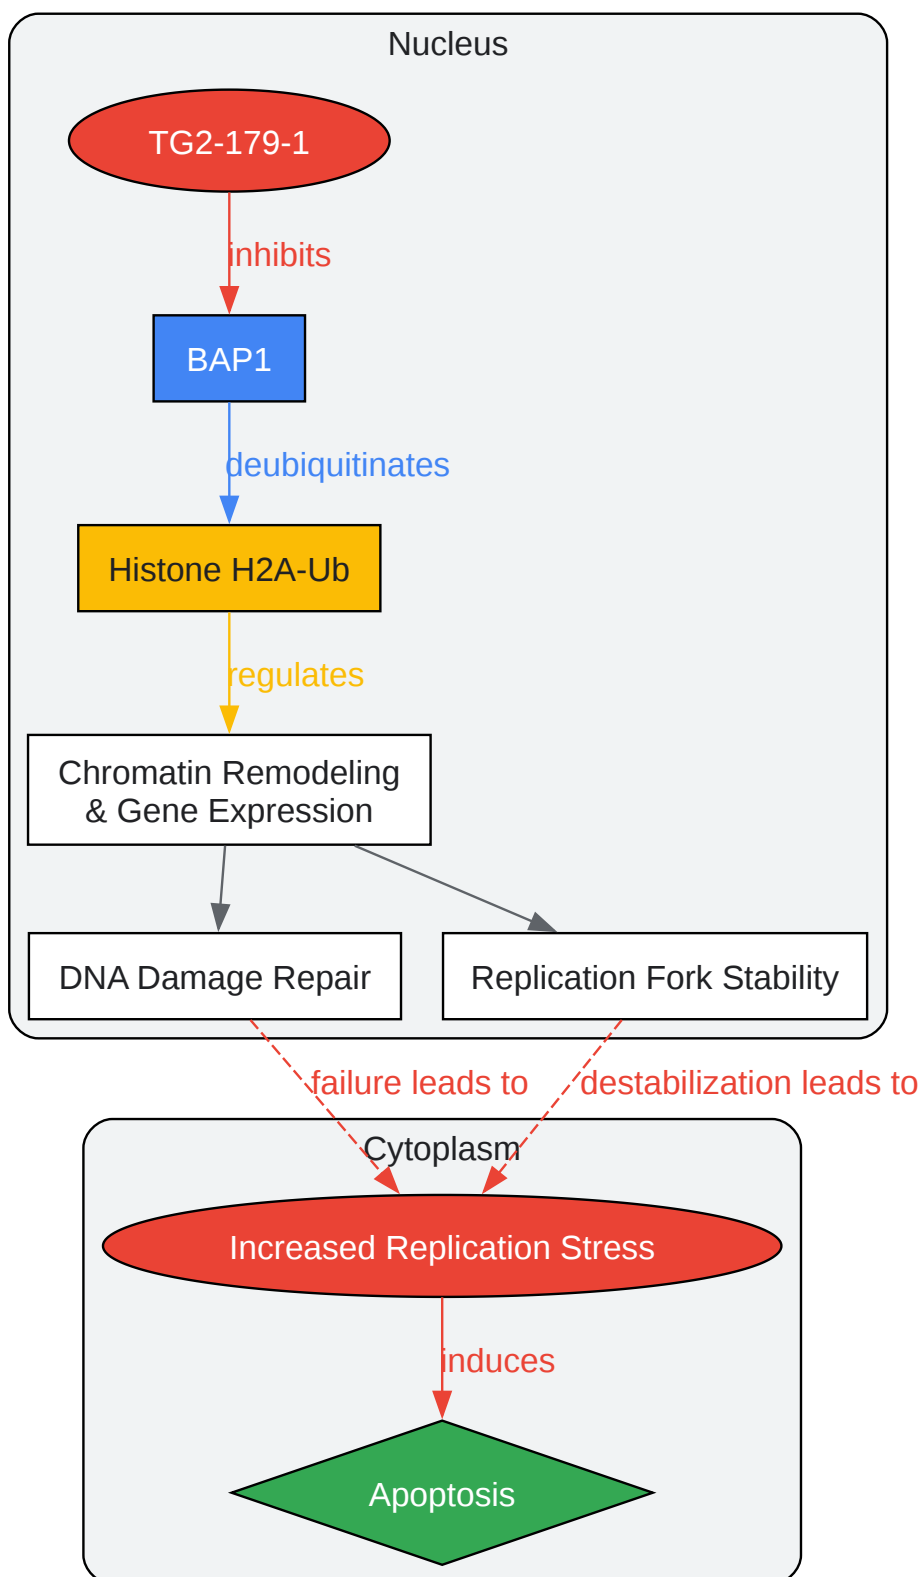 Nucleus
TG2-179-1
inhibits
BAP1
deubiquitinates
Histone H2A-Ub
regulates
Chromatin Remodeling
& Gene Expression
DNA Damage Repair
Replication Fork Stability
failure leads to
destabilization leads to
Cytoplasm
Increased Replication Stress
induces
Apoptosis